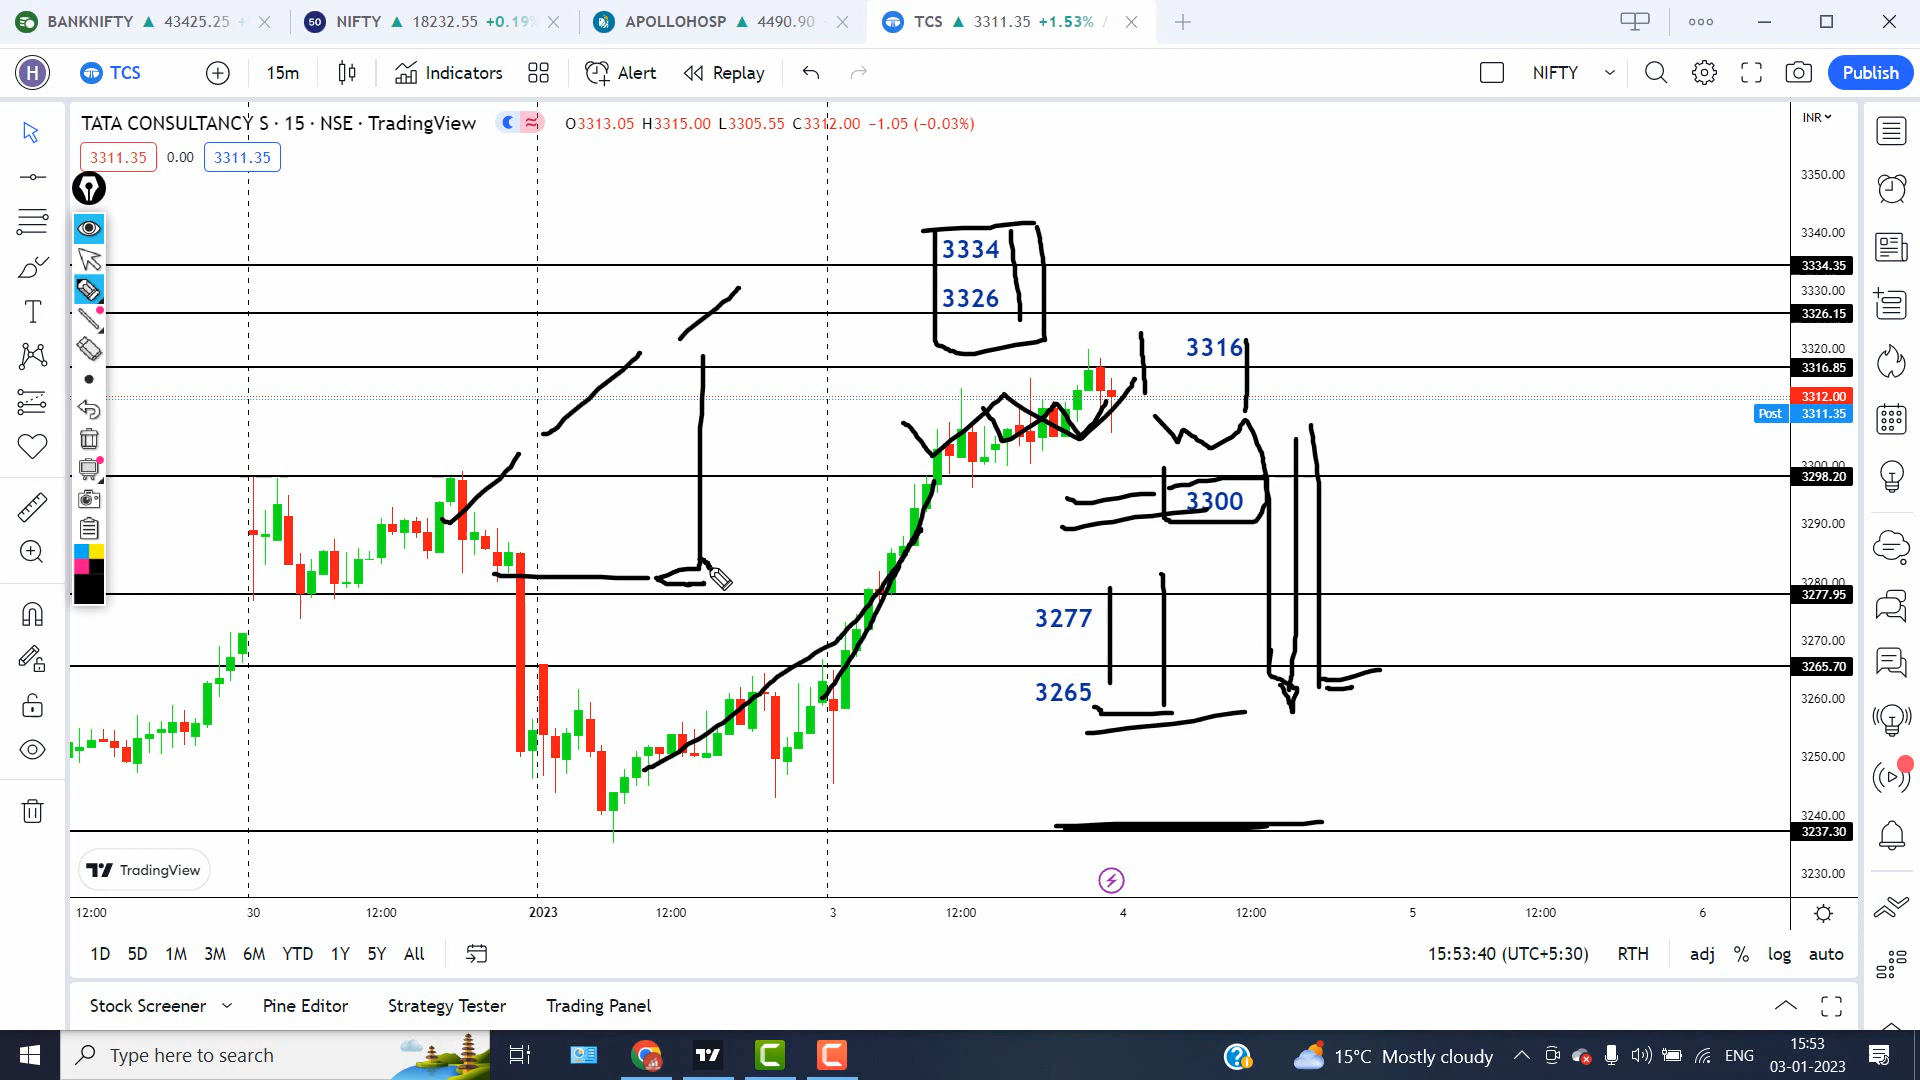 BANKNIFTY ▲ 43425.25 +
50 NIFTY ▲ 18232.55 +0.19%
APOLLOHOSP ▲ 4490.90
TCS ▲ 3311.35 +1.53% /
H TCS 15m Indicators Alert Replay NIFTY Publish
TATA CONSULTANCY S · 15 · NSE · TradingView O3313.05 H3315.00 L3305.55 C3312.00 −1.05 (−0.03%)
INR
3311.35 0.00 3311.35
3350.00
3340.00
3334
3334.35
3330.00
3326
3326.15
3316
3320.00
3316.85
3312.00
Post 3311.35
3300.00
3298.20
3300
3290.00
3280.00
3277.95
3277
3270.00
3265.70
3265
3260.00
3250.00
3240.00
3237.30
TradingView
3230.00
12:00 30 12:00 2023 12:00 3 12:00 4 12:00 5 12:00 6
1D 5D 1M 3M 6M YTD 1Y 5Y All 15:53:40 (UTC+5:30) RTH adj % log auto
Stock Screener Pine Editor Strategy Tester Trading Panel
Type here to search
15°C Mostly cloudy ENG
15:53
03-01-2023